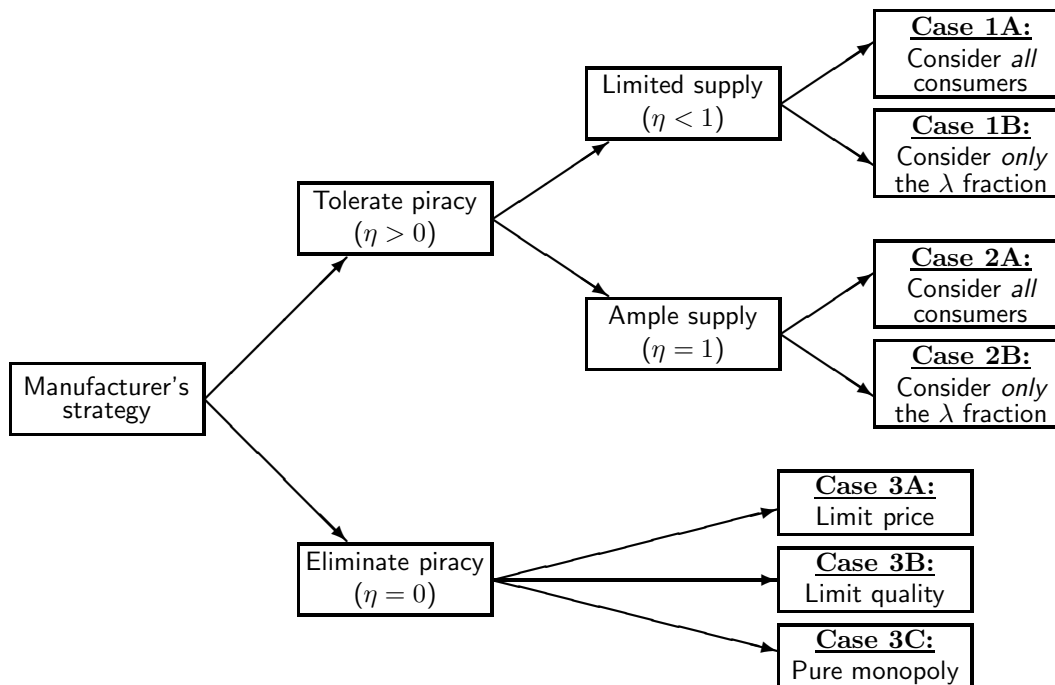 Case 1A:
Consider all
consumers
Limited supply
(η < 1)
Case 1B:
Consider only
the λ fraction
Tolerate piracy
(η > 0)
Case 2A:
Consider all
consumers
Ample supply
(η = 1)
Case 2B:
Consider only
the λ fraction
Manufacturer's
strategy
Case 3A:
Limit price
Eliminate piracy
(η = 0)
Case 3B:
Limit quality
Case 3C:
Pure monopoly